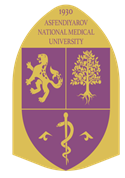 1930
ASFENDIYAROV
NATIONAL MEDICAL
UNIVERSITY